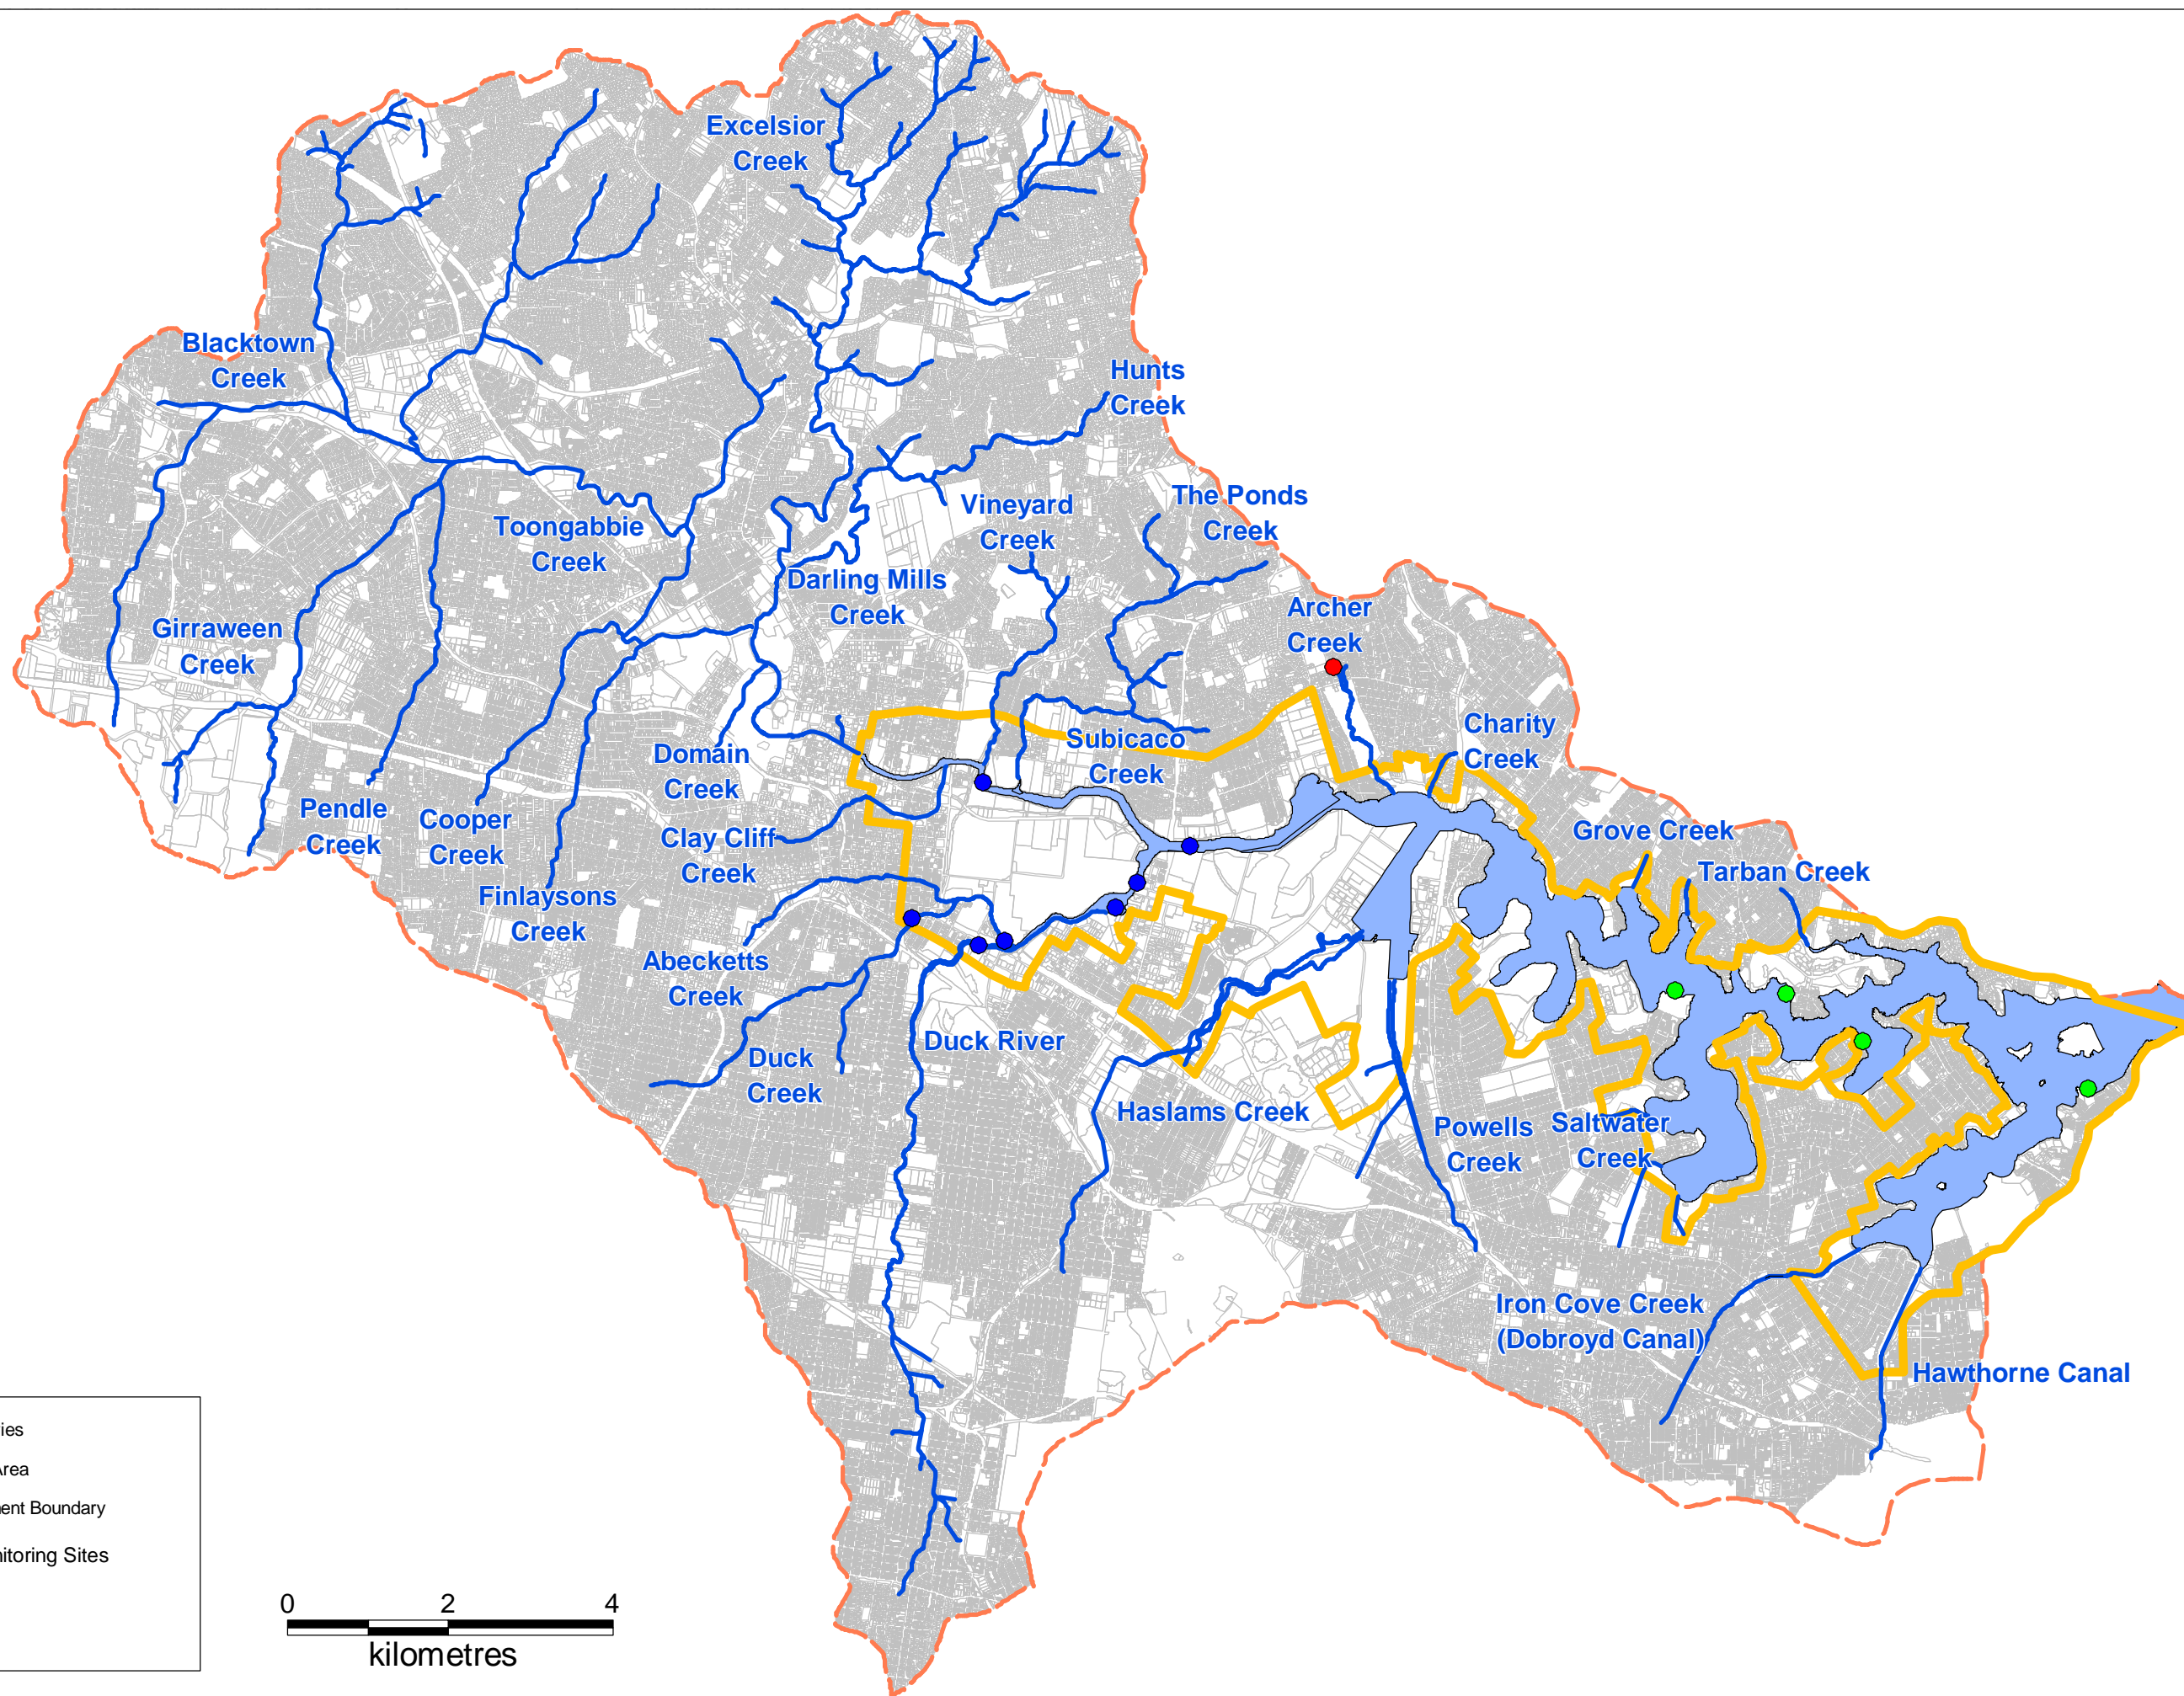 Excelsior
Creek
Blacktown
Creek
Hunts
Creek
Vineyard
Creek
The Ponds
Creek
Toongabbie
Creek
Darling Mills
Creek
Archer
Creek
Girraween
Creek
Charity
Creek
Subicaco
Creek
Domain
Creek
Pendle
Creek
Cooper
Creek
Clay Cliff
Creek
Grove Creek
Tarban Creek
Finlaysons
Creek
Abecketts
Creek
Duck River
Duck
Creek
Haslams Creek
Powells
Creek
Saltwater
Creek
Iron Cove Creek
(Dobroyd Canal)
Hawthorne Canal
ies
Area
ent Boundary
nitoring Sites
0 2 4
kilometres